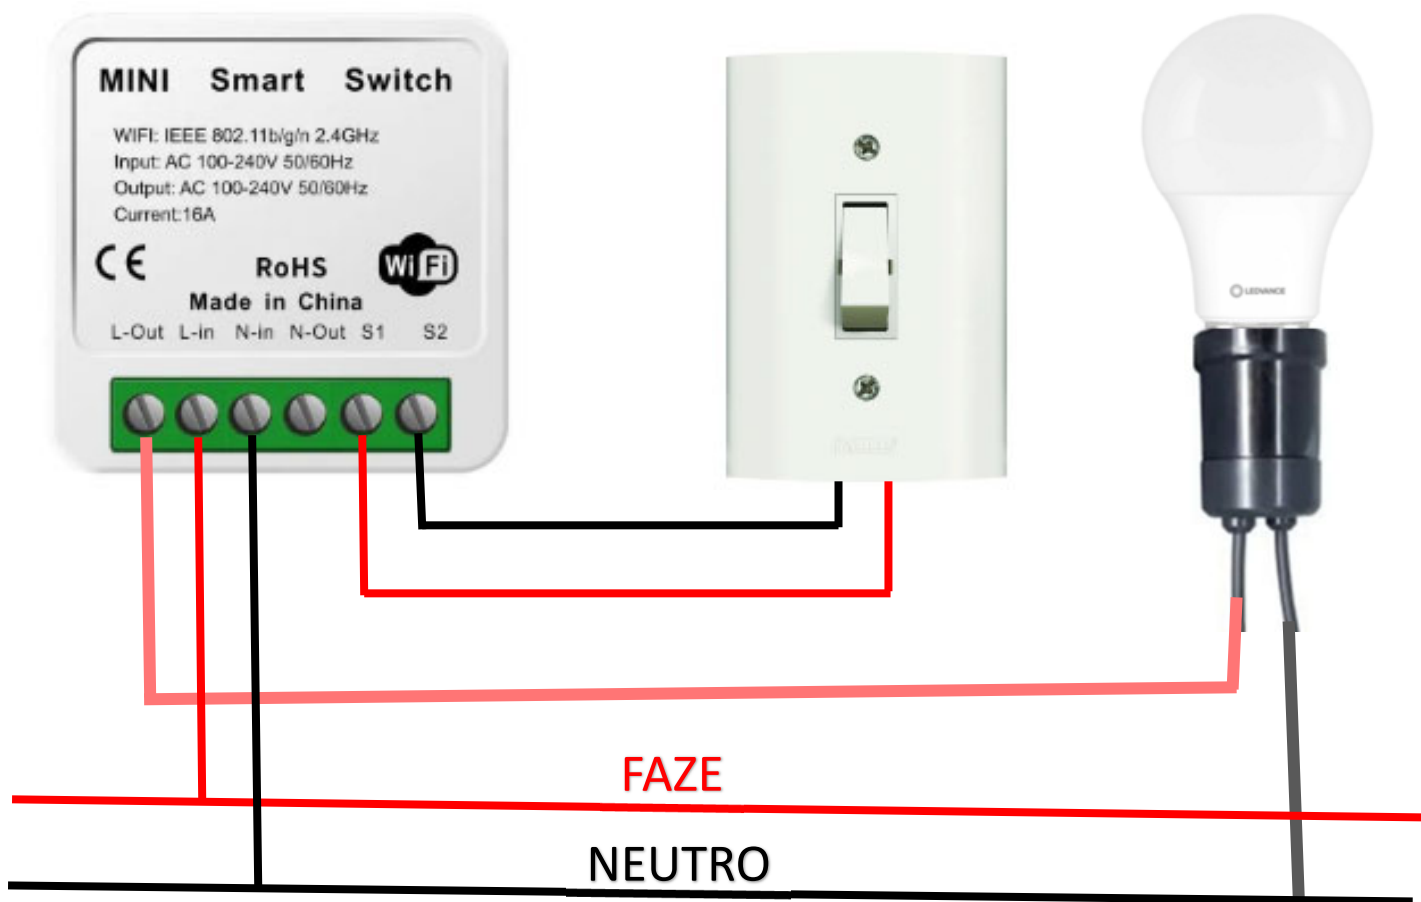 MINI Smart Switch
WIFI: IEEE 802.11b/g/n 2.4GHz
Input: AC 100-240V 50/60Hz
Output: AC 100-240V 50/60Hz
Current:16A
CE
RoHS
WiFi
Made in China
L-Out L-in N-in N-Out S1 S2
LEDVANCE
FAZE
NEUTRO